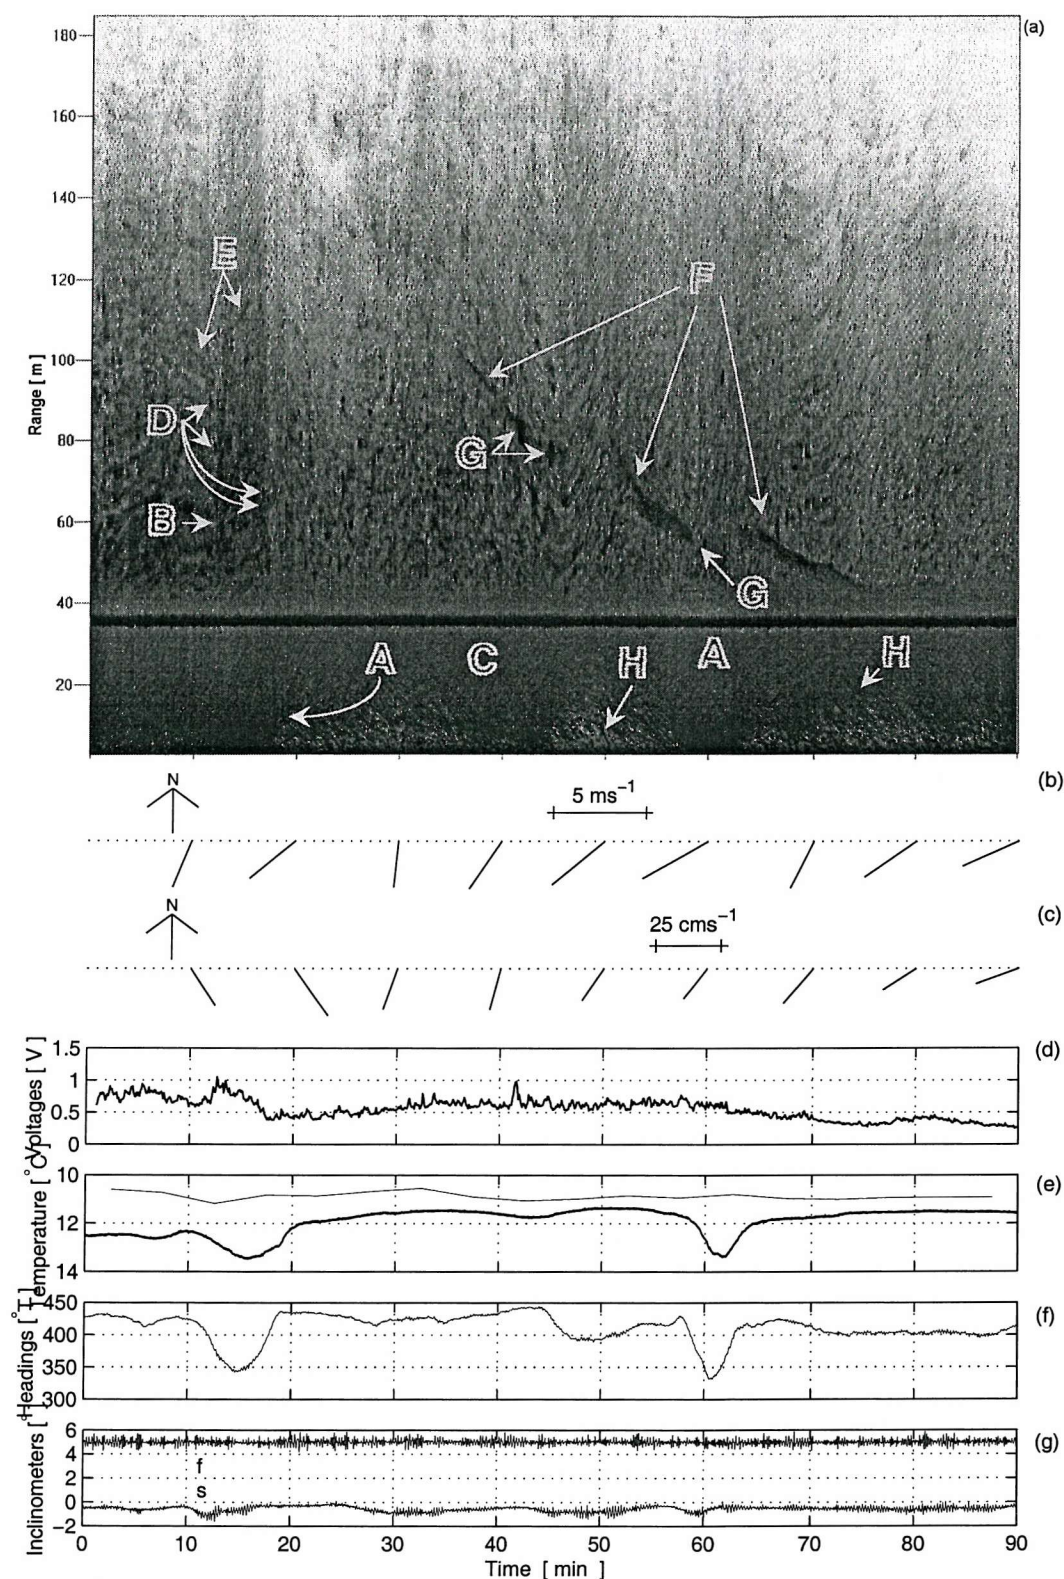 (a)
180
160
140
120
100
80
60
40
20
Range [ m ]
E
F
D
G
B
G
A
C
H
A
H
(b)
N
5 ms⁻¹
(c)
N
25 cms⁻¹
(d)
1.5
1
0.5
0
Voltages [ V ]
(e)
10
12
14
Temperature [ °C ]
(f)
450
400
350
300
Headings [ °T ]
(g)
6
4
2
0
−2
f
s
Inclinometers [ °
0 10 20 30 40 50 60 70 80 90
Time [ min ]